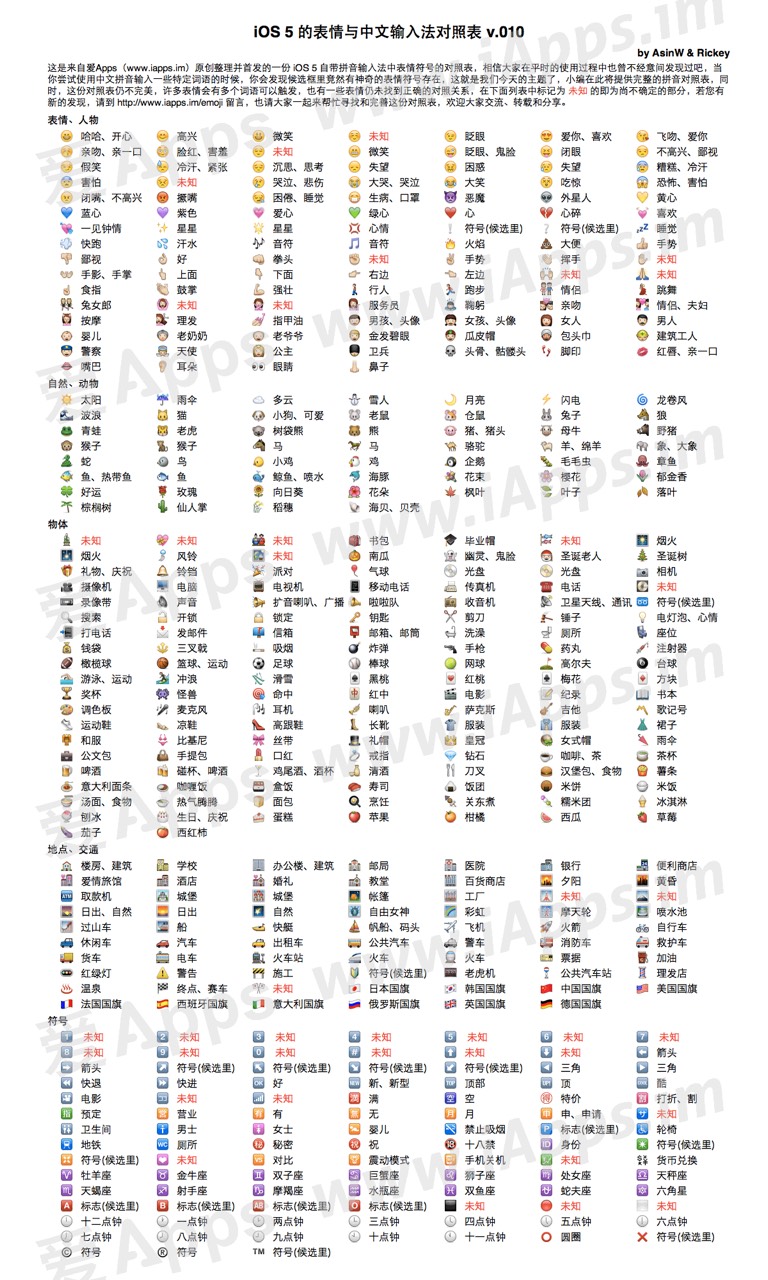 iOS 5 的表情与中文输入法对照表 v.010
by AsinW & Rickey
这是来自爱Apps（www.iapps.im）原创整理并首发的一份 iOS 5 自带拼音输入法中表情符号的对照表，相信大家在平时的使用过程中也曾不经意间发现过吧，当
你尝试使用中文拼音输入一些特定词语的时候，你会发现候选框里竟然有神奇的表情符号存在，这就是我们今天的主题了，小编在此将提供完整的拼音对照表，同
时，这份对照表仍不完美，许多表情会有多个词语可以触发，也有一些表情仍未找到正确的对照关系，在下面列表中标记为 未知 的即为尚不确定的部分，若您有
新的发现，请到 http://www.iapps.im/emoji 留言，也请大家一起来帮忙寻找和完善这份对照表，欢迎大家交流、转载和分享。
表情、人物
哈哈、开心 高兴 微笑 未知 眨眼 爱你、喜欢 飞吻、爱你
亲吻、亲一口 脸红、害羞 未知 微笑 眨眼、鬼脸 闭眼 不高兴、鄙视
假笑 冷汗、紧张 沉思、思考 失望 困惑 失望 糟糕、冷汗
害怕 未知 哭泣、悲伤 大哭、哭泣 大笑 吃惊 恐怖、害怕
闭嘴、不高兴 撅嘴 困倦、睡觉 生病、口罩 恶魔 外星人 黄心
蓝心 紫色 爱心 绿心 心 心碎 喜欢
一见钟情 星星 星星 心情 符号(候选里) 符号(候选里) 睡觉
快跑 汗水 音符 音符 火焰 大便 手势
鄙视 好 拳头 未知 手势 挥手 未知
手影、手掌 上面 下面 右边 左边 未知 未知
食指 鼓掌 强壮 行人 跑步 情侣 跳舞
兔女郎 未知 未知 服务员 鞠躬 亲吻 情侣、夫妇
按摩 理发 指甲油 男孩、头像 女孩、头像 女人 男人
婴儿 老奶奶 老爷爷 金发碧眼 瓜皮帽 包头巾 建筑工人
警察 天使 公主 卫兵 头骨、骷髅头 脚印 红唇、亲一口
嘴巴 耳朵 眼睛 鼻子
自然、动物
太阳 雨伞 多云 雪人 月亮 闪电 龙卷风
波浪 猫 小狗、可爱 老鼠 仓鼠 兔子 狼
青蛙 老虎 树袋熊 熊 猪、猪头 母牛 野猪
猴子 猴子 马 马 骆驼 羊、绵羊 象、大象
蛇 鸟 小鸡 鸡 企鹅 毛毛虫 章鱼
鱼、热带鱼 鱼 鲸鱼、喷水 海豚 花束 樱花 郁金香
好运 玫瑰 向日葵 花朵 枫叶 叶子 落叶
棕榈树 仙人掌 稻穗 海贝、贝壳
物体
未知 未知 未知 书包 毕业帽 未知 烟火
烟火 风铃 未知 南瓜 幽灵、鬼脸 圣诞老人 圣诞树
礼物、庆祝 铃铛 派对 气球 光盘 光盘 相机
摄像机 电脑 电视机 移动电话 传真机 电话 未知
录像带 声音 扩音喇叭、广播 啦啦队 收音机 卫星天线、通讯 符号(候选里)
搜索 开锁 锁定 钥匙 剪刀 锤子 电灯泡、心情
打电话 发邮件 信箱 邮箱、邮筒 洗澡 厕所 座位
钱袋 三叉戟 吸烟 炸弹 手枪 药丸 注射器
橄榄球 篮球、运动 足球 棒球 网球 高尔夫 台球
游泳、运动 冲浪 滑雪 黑桃 红桃 梅花 方块
奖杯 怪兽 命中 红中 电影 纪录 书本
调色板 麦克风 耳机 喇叭 萨克斯 吉他 歌记号
运动鞋 凉鞋 高跟鞋 长靴 服装 服装 裙子
和服 比基尼 丝带 礼帽 皇冠 女式帽 雨伞
公文包 手提包 口红 戒指 钻石 咖啡、茶 茶杯
啤酒 碰杯、啤酒 鸡尾酒、酒杯 清酒 刀叉 汉堡包、食物 薯条
意大利面条 咖喱饭 盒饭 寿司 饭团 米饼 米饭
汤面、食物 热气腾腾 面包 烹饪 关东煮 糯米团 冰淇淋
刨冰 生日、庆祝 蛋糕 苹果 柑橘 西瓜 草莓
茄子 西红柿
地点、交通
楼房、建筑 学校 办公楼、建筑 邮局 医院 银行 便利商店
爱情旅馆 酒店 婚礼 教堂 百货商店 夕阳 黄昏
取款机 城堡 城堡 帐篷 工厂 未知 未知
日出、自然 日出 自然 自由女神 彩虹 摩天轮 喷水池
过山车 船 快艇 帆船、码头 飞机 火箭 自行车
休闲车 汽车 出租车 公共汽车 警车 消防车 救护车
货车 电车 火车站 火车 火车 票据 加油
红绿灯 警告 施工 符号(候选里) 老虎机 公共汽车站 理发店
温泉 终点、赛车 未知 日本国旗 韩国国旗 中国国旗 美国国旗
法国国旗 西班牙国旗 意大利国旗 俄罗斯国旗 英国国旗 德国国旗
符号
未知 未知 未知 未知 未知 未知 未知
未知 未知 未知 未知 未知 未知 箭头
箭头 符号(候选里) 符号(候选里) 符号(候选里) 符号(候选里) 三角 三角
快退 快进 好 新、新型 顶部 顶 酷
电影 未知 未知 满 空 特价 打折、割
预定 营业 有 无 月 申、申请 未知
卫生间 男士 女士 婴儿 禁止吸烟 标志(候选里) 轮椅
地铁 厕所 秘密 祝 十八禁 身份 符号(候选里)
符号(候选里) 未知 对比 震动模式 手机关机 未知 货币兑换
牡羊座 金牛座 双子座 巨蟹座 狮子座 处女座 天秤座
天蝎座 射手座 摩羯座 水瓶座 双鱼座 蛇夫座 六角星
标志(候选里) 标志(候选里) 标志(候选里) 标志(候选里) 未知 未知 未知
十二点钟 一点钟 两点钟 三点钟 四点钟 五点钟 六点钟
七点钟 八点钟 九点钟 十点钟 十一点钟 圆圈 符号(候选里)
© 符号 ® 符号 ™ 符号(候选里)
爱Apps www.iApps.im